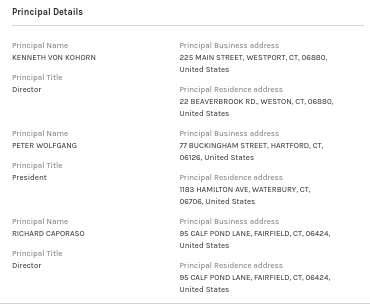 Principal Details
Principal Name
KENNETH VON KOHORN
Principal Title
Director
Principal Business address
225 MAIN STREET, WESTPORT, CT, 06880,
United States
Principal Residence address
22 BEAVERBROOK RD., WESTON, CT, 06880,
United States
Principal Name
PETER WOLFGANG
Principal Title
President
Principal Business address
77 BUCKINGHAM STREET, HARTFORD, CT,
06126, United States
Principal Residence address
1183 HAMILTON AVE, WATERBURY, CT,
06706, United States
Principal Name
RICHARD CAPORASO
Principal Title
Director
Principal Business address
95 CALF POND LANE, FAIRFIELD, CT, 06424,
United States
Principal Residence address
95 CALF POND LANE, FAIRFIELD, CT, 06424,
United States